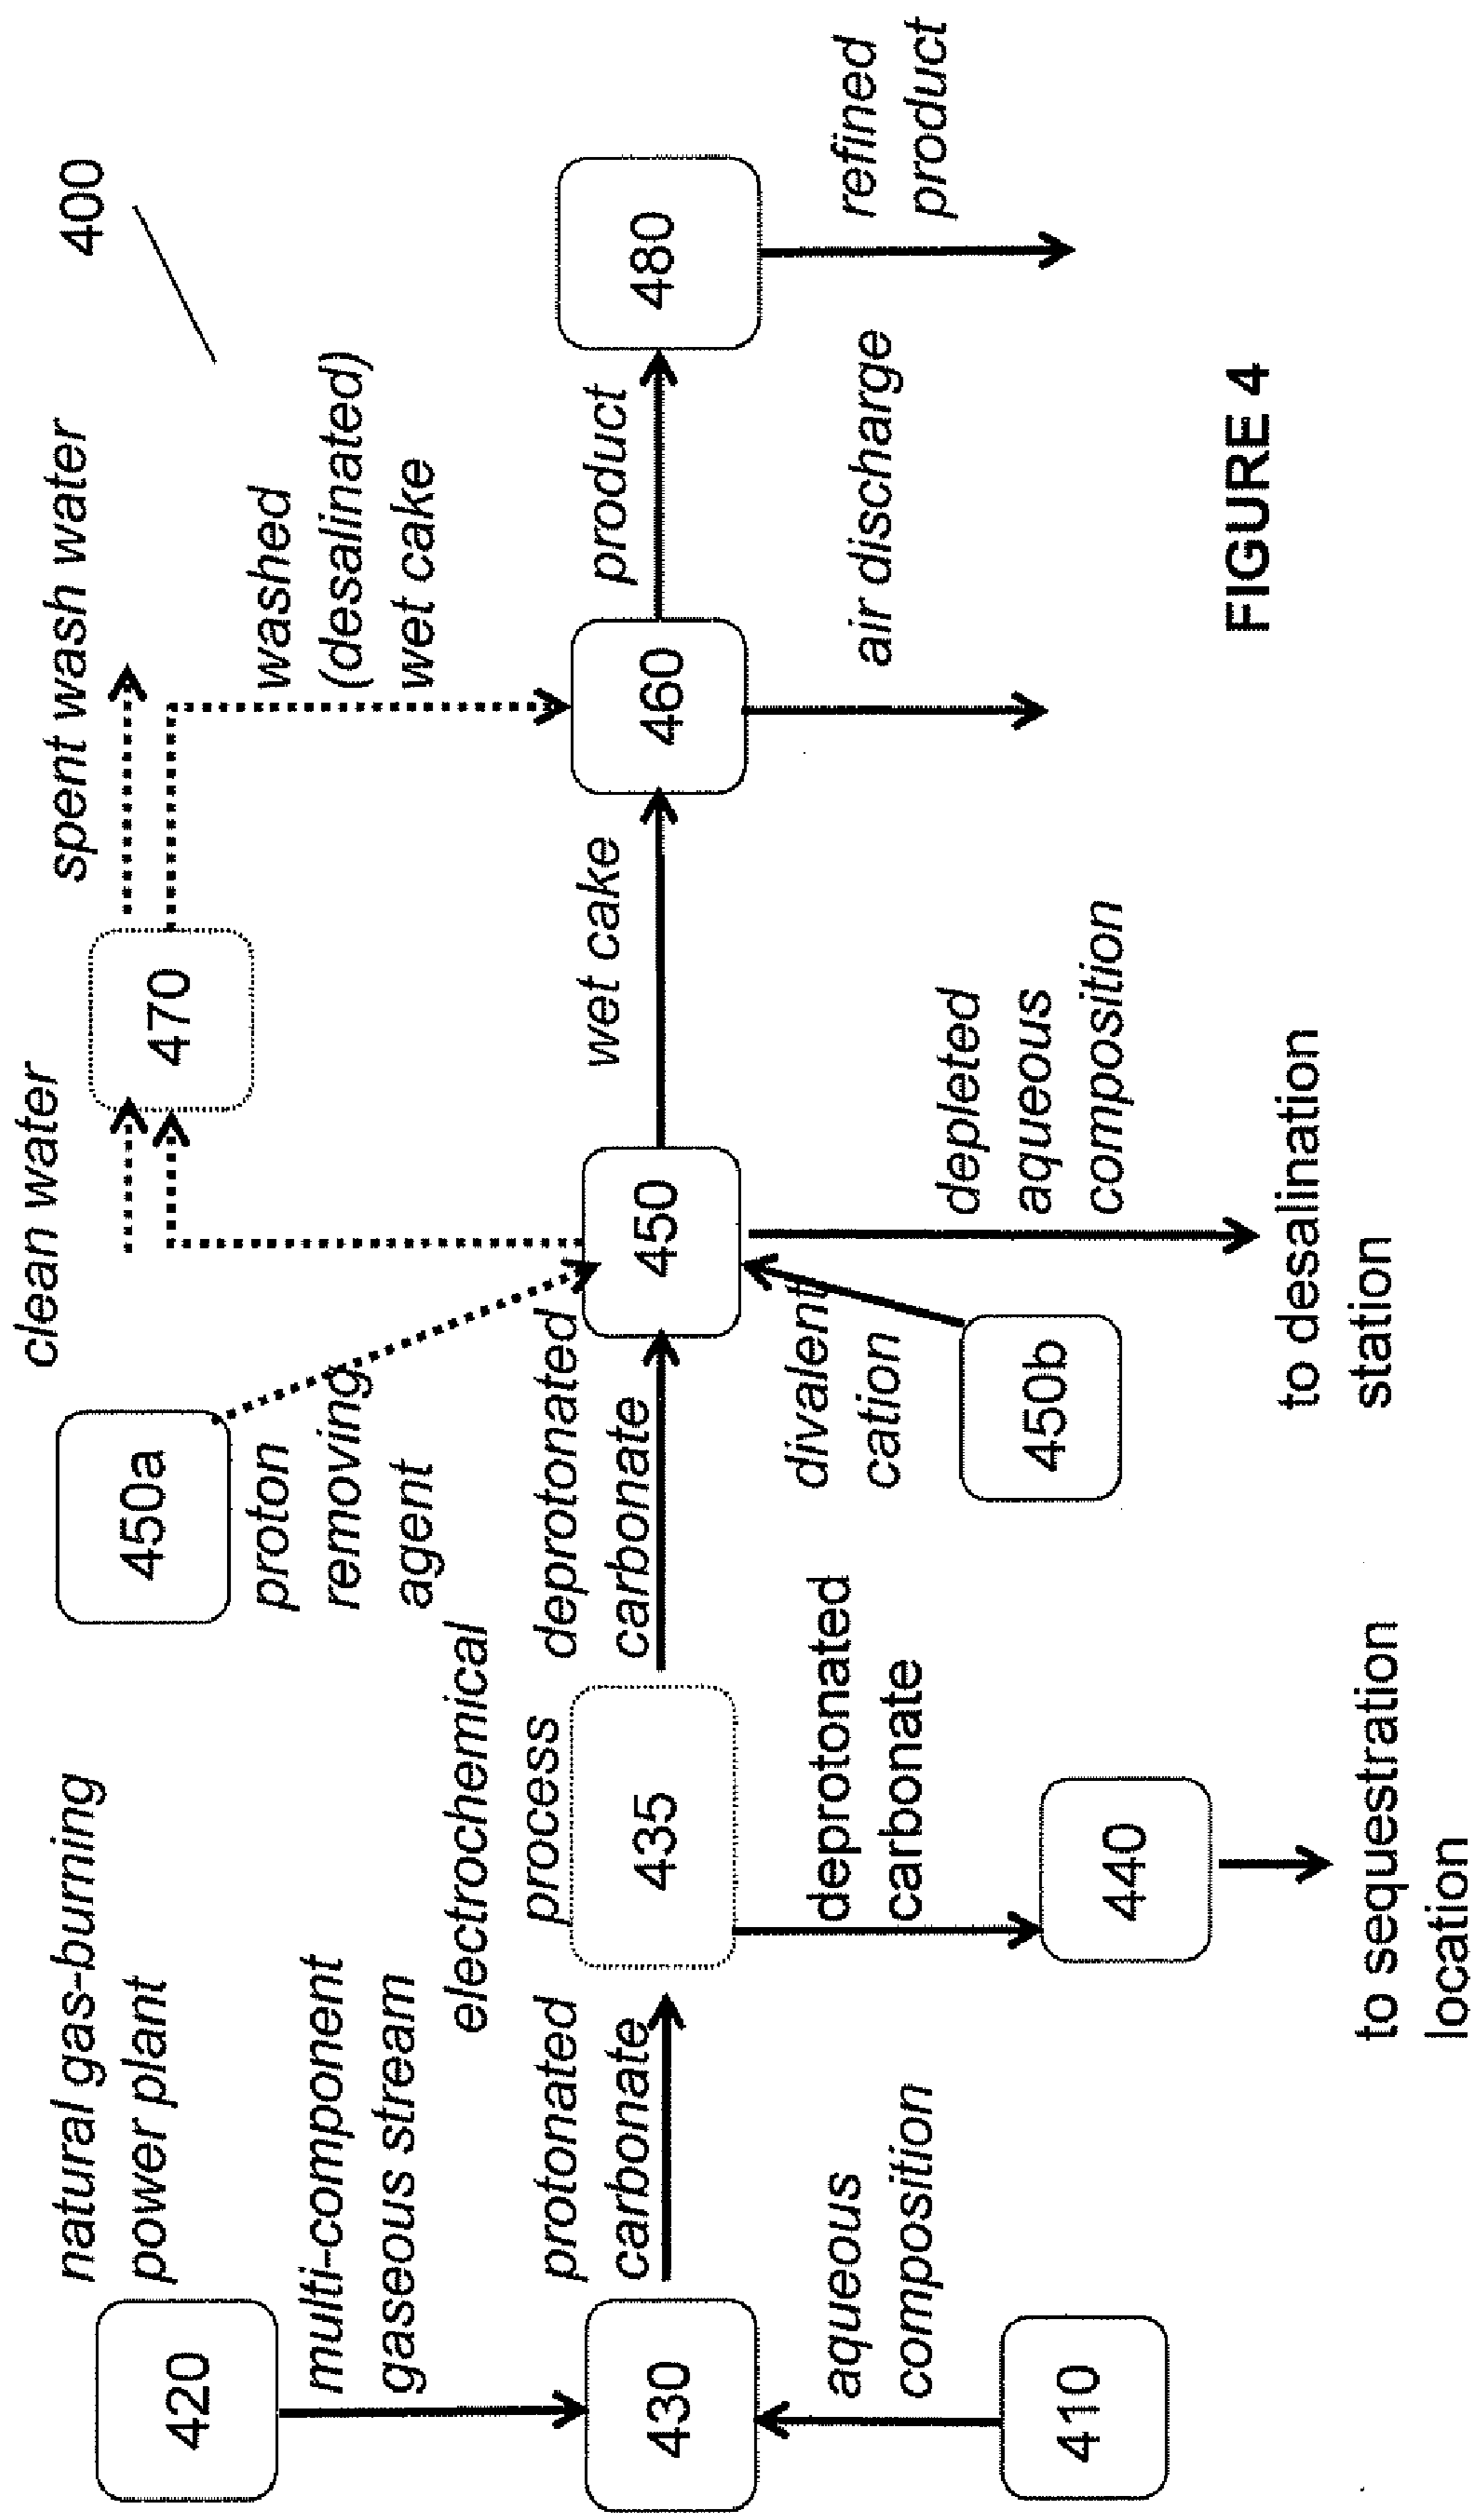 400
natural gas-burning
power plant
420
multi-component
gaseous stream
430
aqueous
composition
410
protonated
carbonate
electrochemical
process
435
deprotonated
carbonate
440
to sequestration
location
deprotonated
carbonate
450a
proton
removing
agent
450
divalent
cation
450b
depleted
aqueous
composition
to desalination
station
clean water
470
spent wash water
washed
(desalinated)
wet cake
wet cake
460
air discharge
product
480
refined
product
FIGURE 4